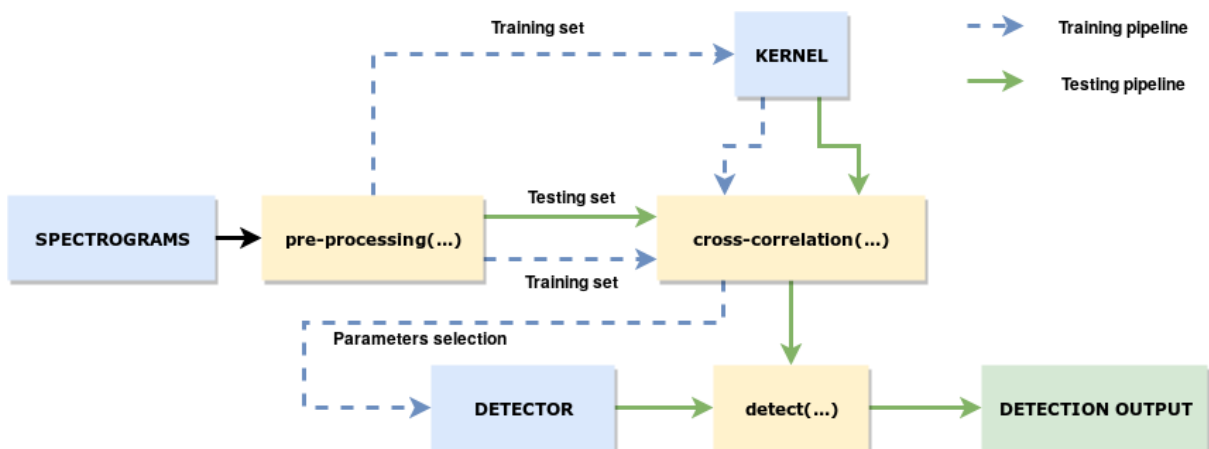 Training set
KERNEL
Training pipeline
Testing pipeline
SPECTROGRAMS
pre-processing(...)
Testing set
Training set
cross-correlation(...)
Parameters selection
DETECTOR
detect(...)
DETECTION OUTPUT